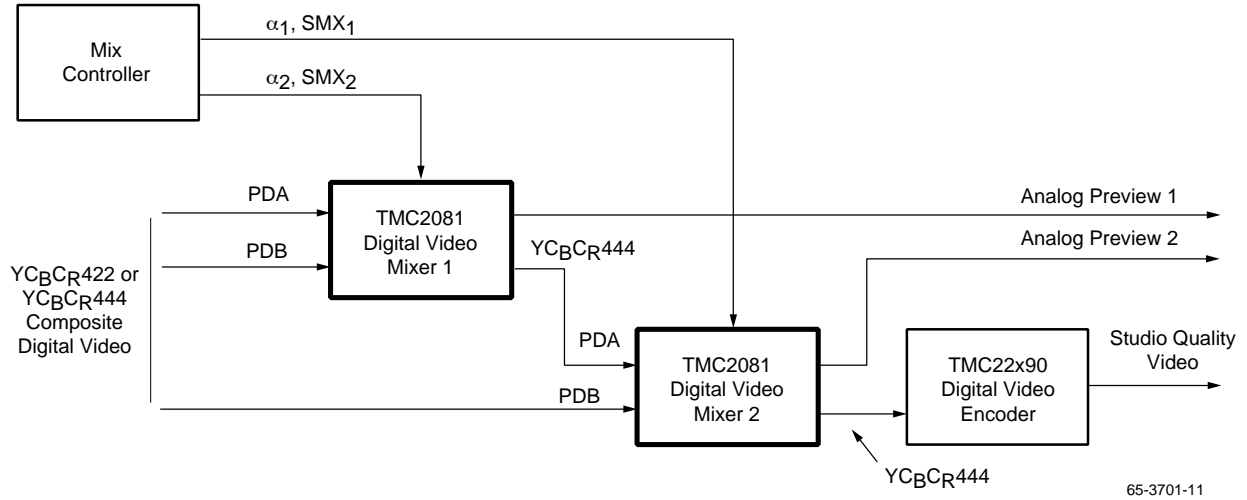 Mix
Controller
α1, SMX1
α2, SMX2
PDA
PDB
YCBCR422 or
YCBCR444
Composite
Digital Video
TMC2081
Digital Video
Mixer 1
YCBCR444
Analog Preview 1
Analog Preview 2
PDA
PDB
TMC2081
Digital Video
Mixer 2
TMC22x90
Digital Video
Encoder
Studio Quality
Video
YCBCR444
65-3701-11